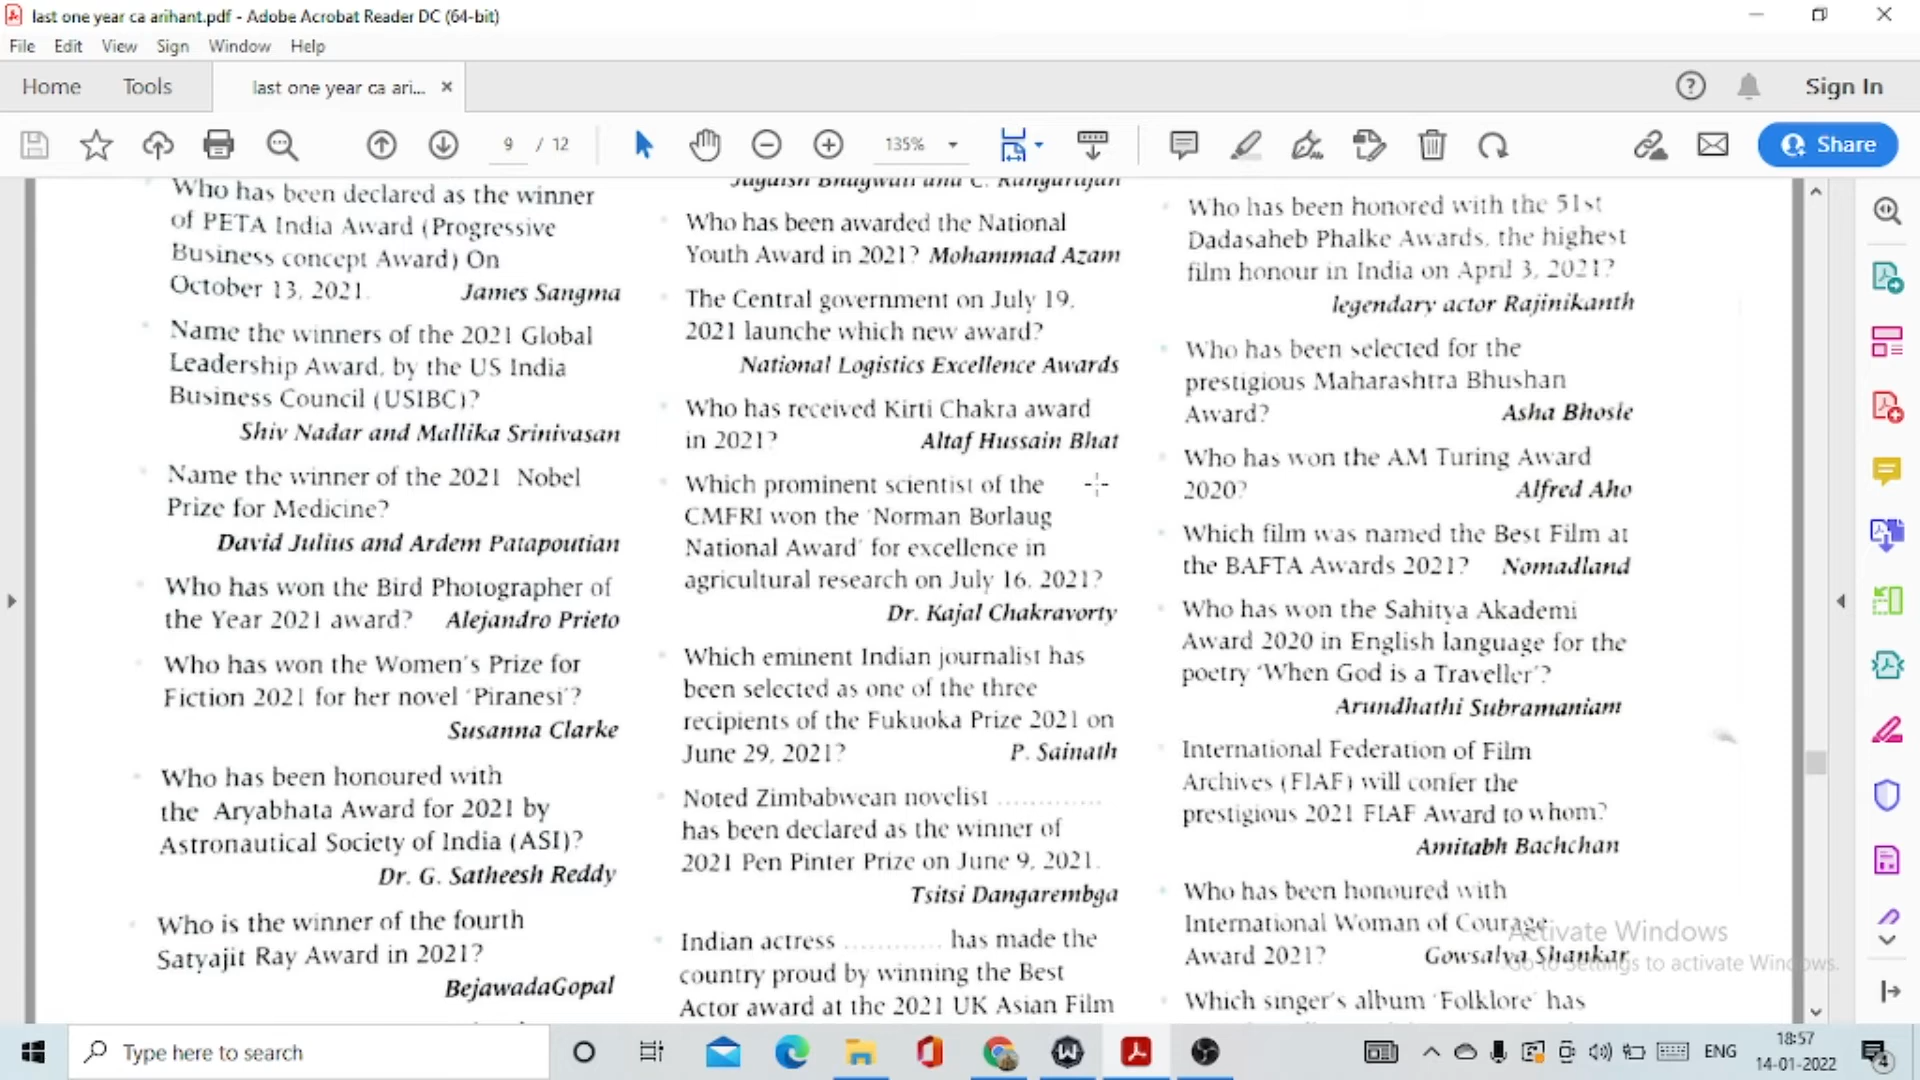 last one year ca arihant.pdf - Adobe Acrobat Reader DC (64-bit)
File Edit View Sign Window Help
Home Tools last one year ca ari... × Sign In
9 / 12 135% Share
Who has been declared as the winner
of PETA India Award (Progressive
Business concept Award) On
October 13, 2021. James Sangma
Name the winners of the 2021 Global
Leadership Award, by the US India
Business Council (USIBC)?
Shiv Nadar and Mallika Srinivasan
Name the winner of the 2021 Nobel
Prize for Medicine?
David Julius and Ardem Patapoutian
Who has won the Bird Photographer of
the Year 2021 award? Alejandro Prieto
Who has won the Women's Prize for
Fiction 2021 for her novel 'Piranesi'?
Susanna Clarke
Who has been honoured with
the Aryabhata Award for 2021 by
Astronautical Society of India (ASI)?
Dr. G. Satheesh Reddy
Who is the winner of the fourth
Satyajit Ray Award in 2021?
BejawadaGopal
Who has been awarded the National
Youth Award in 2021? Mohammad Azam
The Central government on July 19,
2021 launche which new award?
National Logistics Excellence Awards
Who has received Kirti Chakra award
in 2021? Altaf Hussain Bhat
Which prominent scientist of the
CMFRI won the 'Norman Borlaug
National Award' for excellence in
agricultural research on July 16, 2021?
Dr. Kajal Chakravorty
Which eminent Indian journalist has
been selected as one of the three
recipients of the Fukuoka Prize 2021 on
June 29, 2021? P. Sainath
Noted Zimbabwean novelist .............
has been declared as the winner of
2021 Pen Pinter Prize on June 9, 2021.
Tsitsi Dangarembga
Indian actress ............ has made the
country proud by winning the Best
Actor award at the 2021 UK Asian Film
Who has been honored with the 51st
Dadasaheb Phalke Awards, the highest
film honour in India on April 3, 2021?
legendary actor Rajinikanth
Who has been selected for the
prestigious Maharashtra Bhushan
Award? Asha Bhosle
Who has won the AM Turing Award
2020? Alfred Aho
Which film was named the Best Film at
the BAFTA Awards 2021? Nomadland
Who has won the Sahitya Akademi
Award 2020 in English language for the
poetry 'When God is a Traveller'?
Arundhathi Subramaniam
International Federation of Film
Archives (FIAF) will confer the
prestigious 2021 FIAF Award to whom?
Amitabh Bachchan
Who has been honoured with
International Woman of Courage
Award 2021? Gowsalya Shankar
Which singer's album 'Folklore' has
Activate Windows
Go to Settings to activate Windows.
Type here to search
ENG
18:57
14-01-2022
4